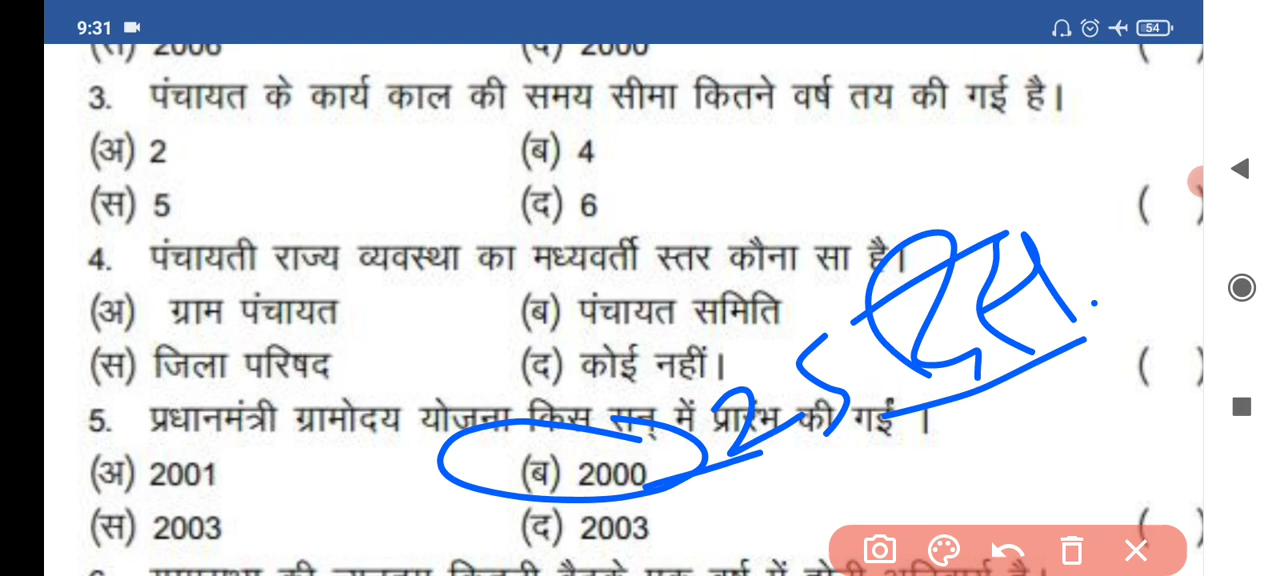 9:31 54
3. पंचायत के कार्य काल की समय सीमा कितने वर्ष तय की गई है।
(अ) 2 (ब) 4
(स) 5 (द) 6 ( )
4. पंचायती राज्य व्यवस्था का मध्यवर्ती स्तर कौना सा है।
(अ) ग्राम पंचायत (ब) पंचायत समिति
(स) जिला परिषद (द) कोई नहीं। ( )
5. प्रधानमंत्री ग्रामोदय योजना किस सन् में प्रारंभ की गई ।
(अ) 2001 (ब) 2000 25
(स) 2003 (द) 2003 ( )